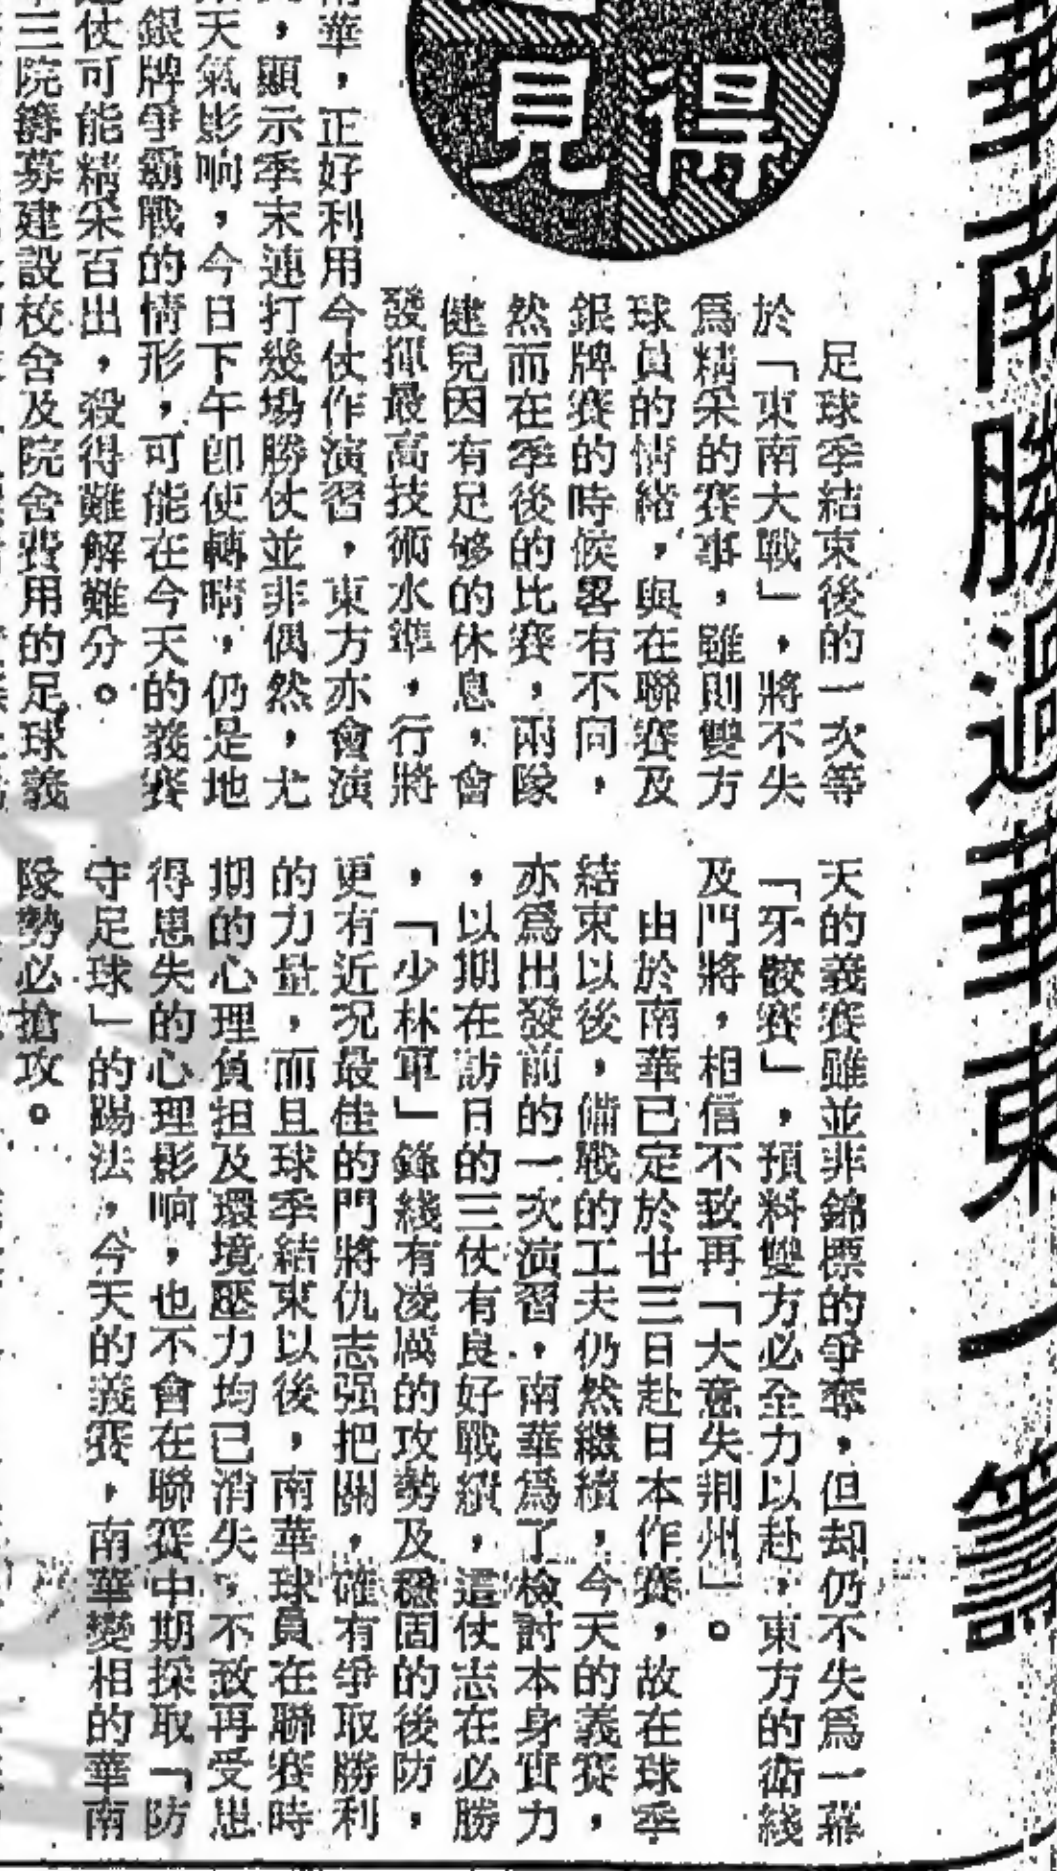 南勝過華東一籌
得
見
足球季結束後的一次等
於「東南大戰」，將不失
爲精采的賽事，雖則雙方
球員的情緒，與在聯賽及
銀牌賽的時候畧有不同，
然而在季後的比賽，兩隊
健兒因有足够的休息，會
發揮最高技術水準，行將
華，正好利用今仗作演習，東方亦會演
，顯示季末連打幾場勝仗並非偶然，尤
天氣影响，今日下午卽使轉晴，仍是地
銀牌爭霸戰的情形，可能在今天的義賽
仗可能精采百出，殺得難解難分。
三院籌募建設校舍及院舍費用的足球義
天的義賽雖並非錦標的爭奪，但却仍不失爲一幕
「牙骹賽」，預料雙方必全力以赴，東方的衛綫
及門將，相信不致再「大意失荆州」。
由於南華已定於廿三日赴日本作賽，故在球季
結束以後，備戰的工夫仍然繼續，今天的義賽，
亦爲出發前的一次演習，南華爲了檢討本身實力
，以期在訪日的三仗有良好戰績，這仗志在必勝
，「少林軍」鋒綫有凌厲的攻勢及穩固的後防，
更有近况最佳的門將仇志强把關，確有爭取勝利
的力量，而且球季結束以後，南華球員在聯賽時
期的心理負担及環境壓力均已消失，不致再受患
得患失的心理影响，也不會在聯賽中期採取「防
守足球」的踢法，今天的義賽，南華變相的華南
隊勢必搶攻。